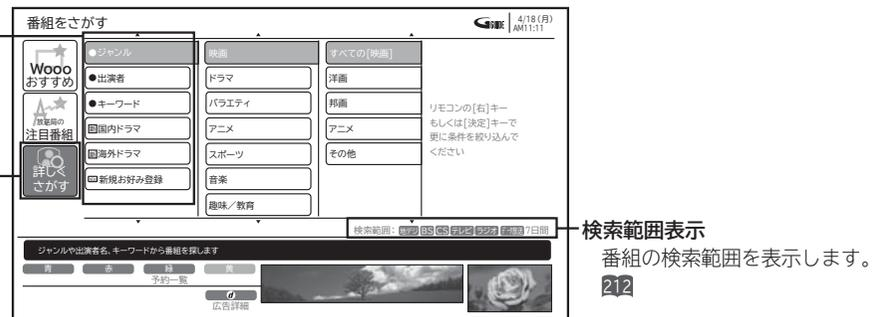 番組をさがす
G GUIDE
4/18(月)
AM11:11
Wooo
おすすめ
放送局の
注目番組
詳しく
さがす
●ジャンル
●出演者
●キーワード
国内ドラマ
海外ドラマ
新規お好み登録
映画
ドラマ
バラエティ
アニメ
スポーツ
音楽
趣味/教育
すべての[映画]
洋画
邦画
アニメ
その他
リモコンの[右]キー
もしくは[決定]キーで
更に条件を絞り込んで
ください
検索範囲: 地デジ BS CS テレビ ラジオ データ放送 7日間
ジャンルや出演者名、キーワードから番組を探します
青 赤 緑 黄
予約一覧
d
広告詳細
検索範囲表示
番組の検索範囲を表示します。
212